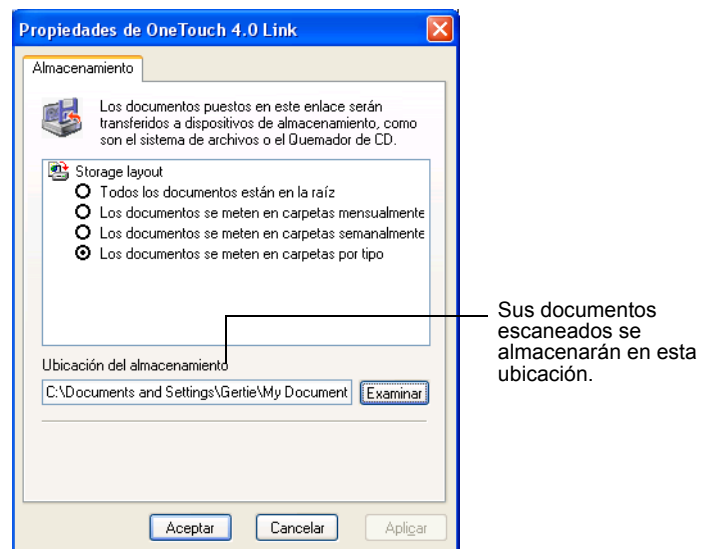 Propiedades de OneTouch 4.0 Link
Almacenamiento
Los documentos puestos en este enlace serán
transferidos a dispositivos de almacenamiento, como
son el sistema de archivos o el Quemador de CD.
Storage layout
Todos los documentos están en la raíz
Los documentos se meten en carpetas mensualmente
Los documentos se meten en carpetas semanalmente
Los documentos se meten en carpetas por tipo
Sus documentos
escaneados se
almacenarán en esta
ubicación.
Ubicación del almacenamiento
C:\Documents and Settings\Gertie\My Document
Examinar
Aceptar
Cancelar
Aplicar